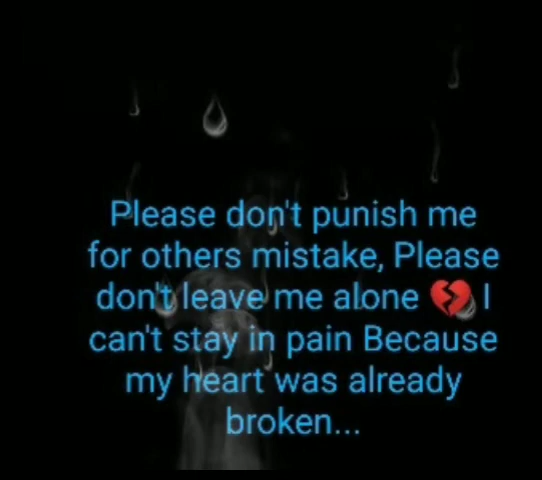 Please don't punish me
for others mistake, Please
don't leave me alone 💔 I
can't stay in pain Because
my heart was already
broken...